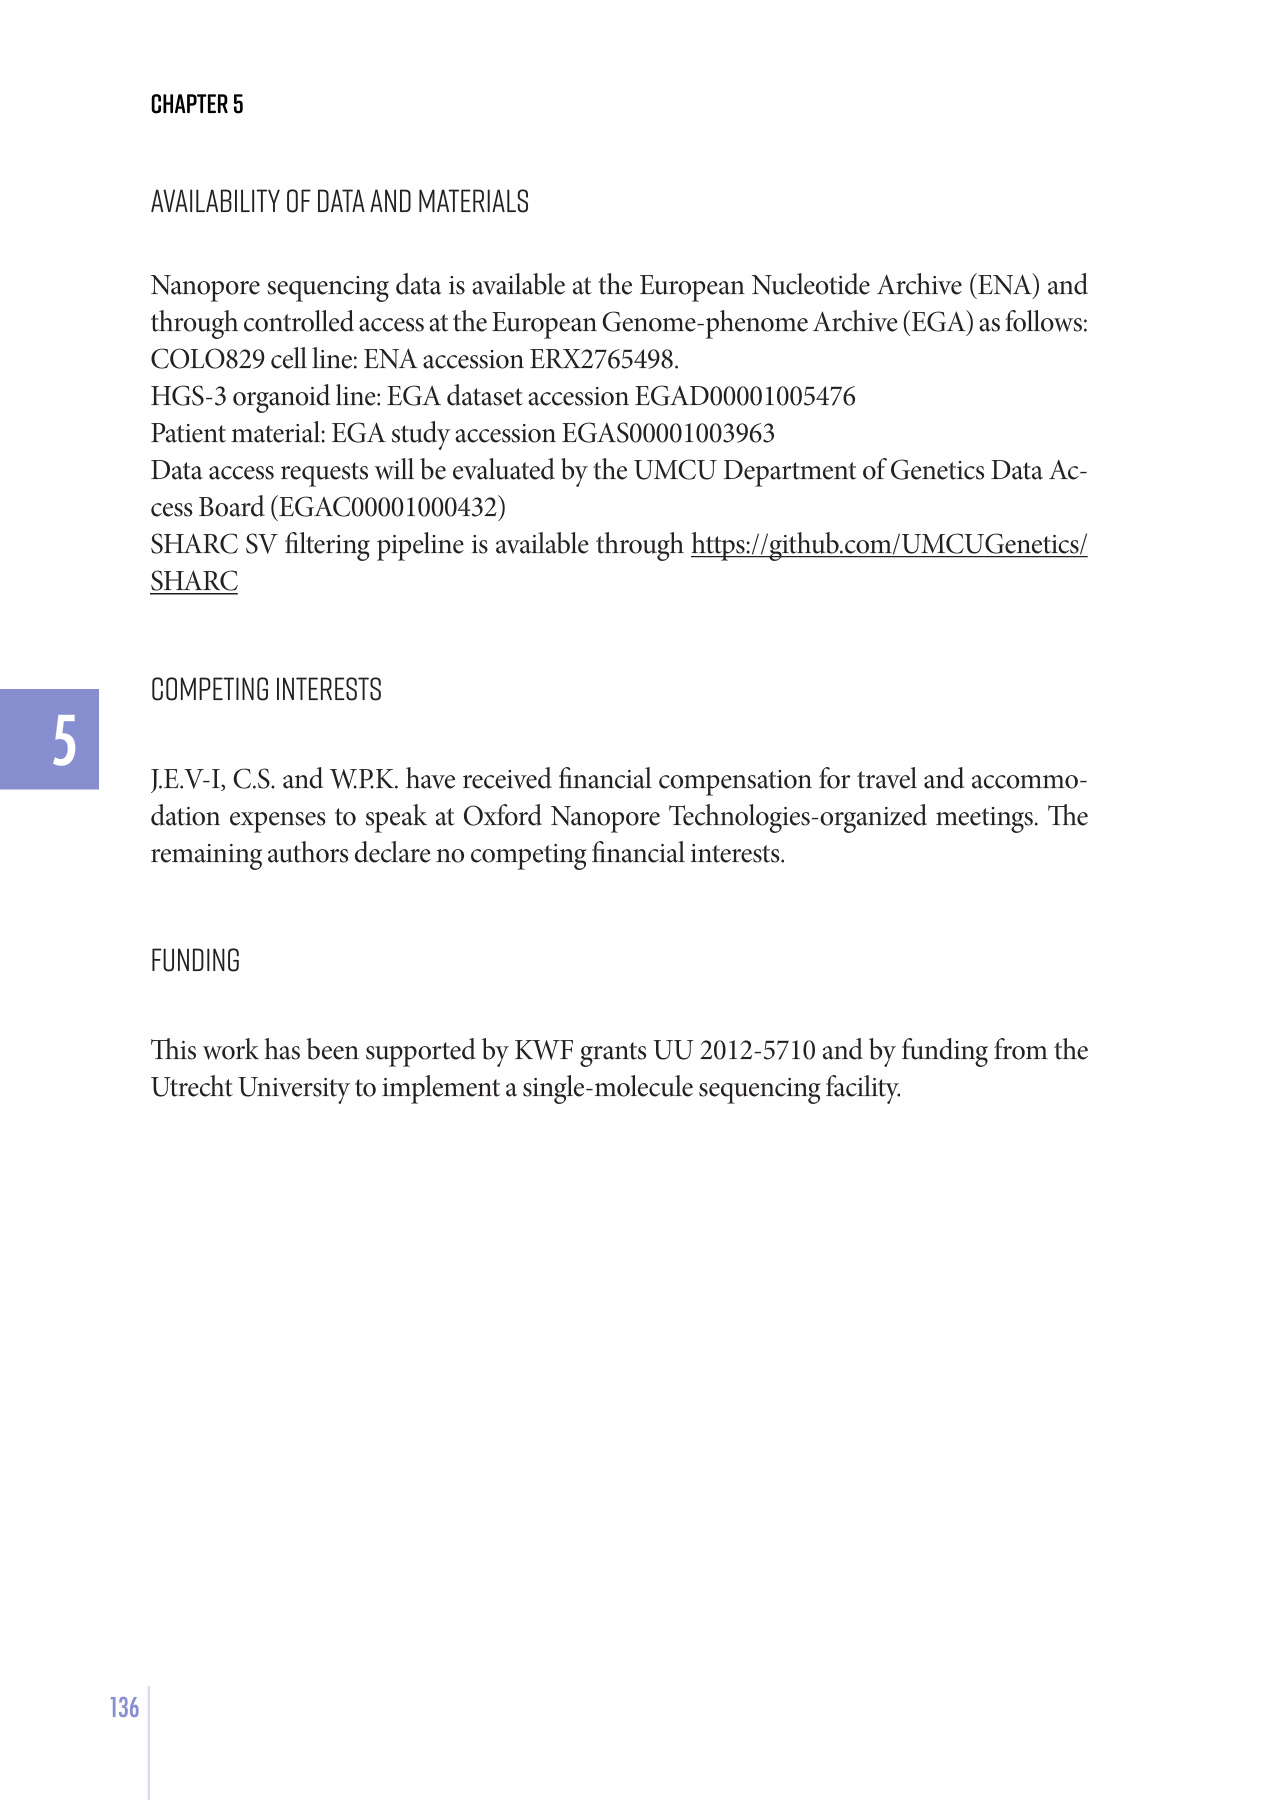 CHAPTER 5
AVAILABILITY OF DATA AND MATERIALS
Nanopore sequencing data is available at the European Nucleotide Archive (ENA) and
through controlled access at the European Genome-phenome Archive (EGA) as follows:
COLO829 cell line: ENA accession ERX2765498.
HGS-3 organoid line: EGA dataset accession EGAD00001005476
Patient material: EGA study accession EGAS00001003963
Data access requests will be evaluated by the UMCU Department of Genetics Data Ac-
cess Board (EGAC00001000432)
SHARC SV filtering pipeline is available through https://github.com/UMCUGenetics/
SHARC
COMPETING INTERESTS
5
J.E.V-I, C.S. and W.P.K. have received financial compensation for travel and accommo-
dation expenses to speak at Oxford Nanopore Technologies-organized meetings. The
remaining authors declare no competing financial interests.
FUNDING
This work has been supported by KWF grants UU 2012-5710 and by funding from the
Utrecht University to implement a single-molecule sequencing facility.
136